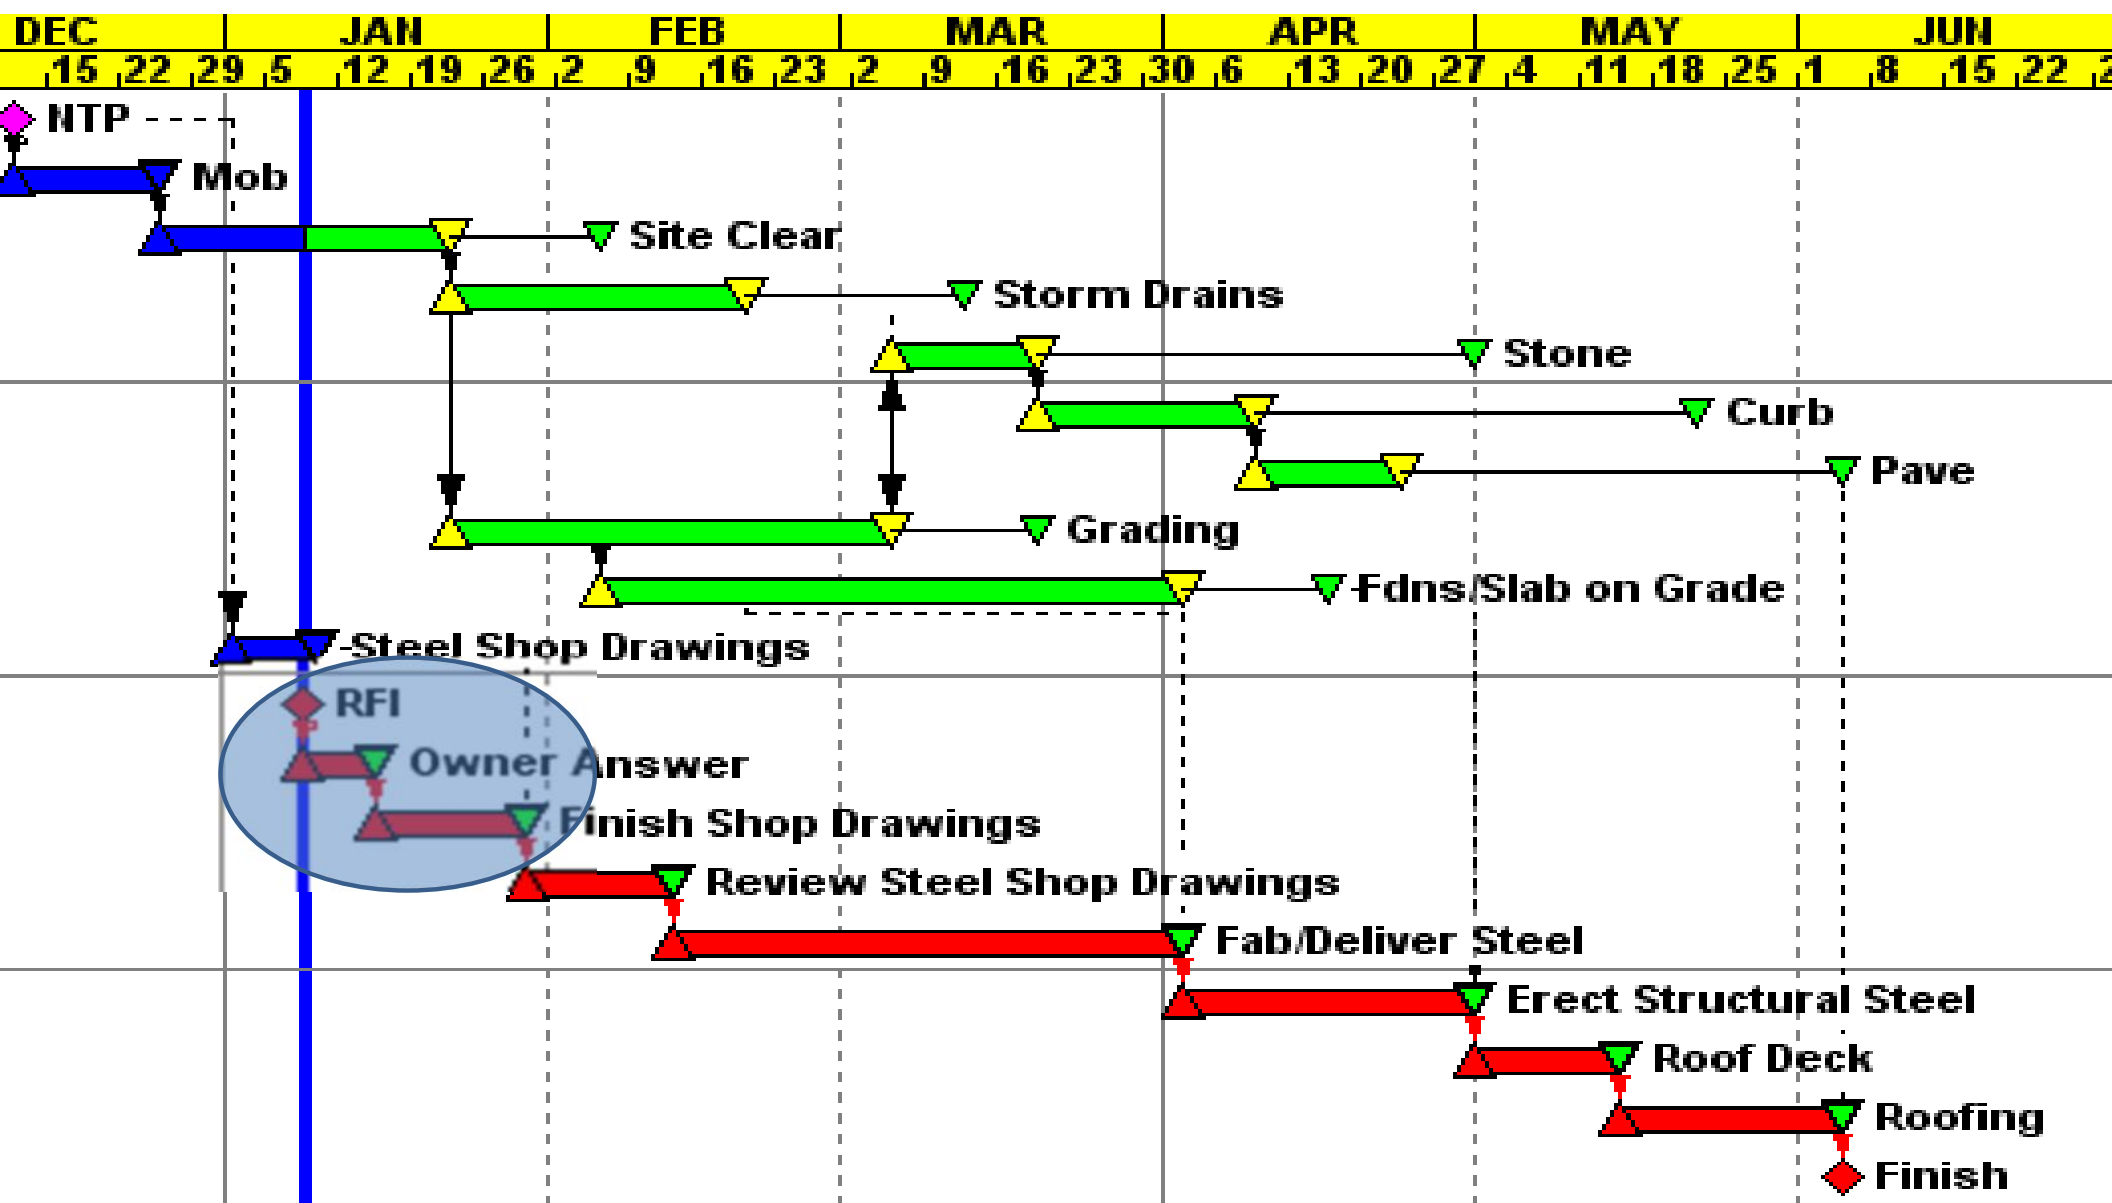 DEC JAN FEB MAR APR MAY JUN
15 22 29 5 12 19 26 2 9 16 23 2 9 16 23 30 6 13 20 27 4 11 18 25 1 8 15 22
NTP
Mob
Site Clear
Storm Drains
Stone
Curb
Pave
Grading
Fdns/Slab on Grade
Steel Shop Drawings
RFI
Owner Answer
Finish Shop Drawings
Review Steel Shop Drawings
Fab/Deliver Steel
Erect Structural Steel
Roof Deck
Roofing
Finish